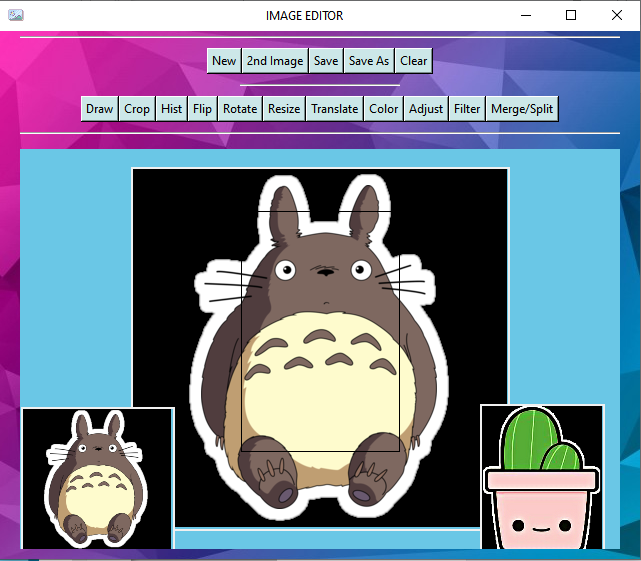 IMAGE EDITOR
New 2nd Image Save Save As Clear
Draw Crop Hist Flip Rotate Resize Translate Color Adjust Filter Merge/Split